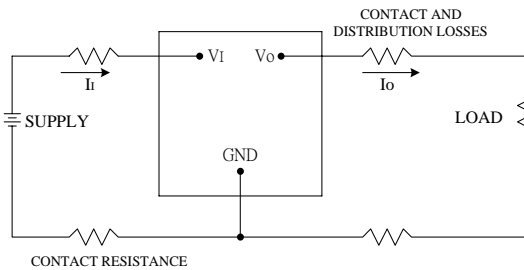 CONTACT AND
DISTRIBUTION LOSSES
VI
VO
II
IO
SUPPLY
LOAD
GND
CONTACT RESISTANCE